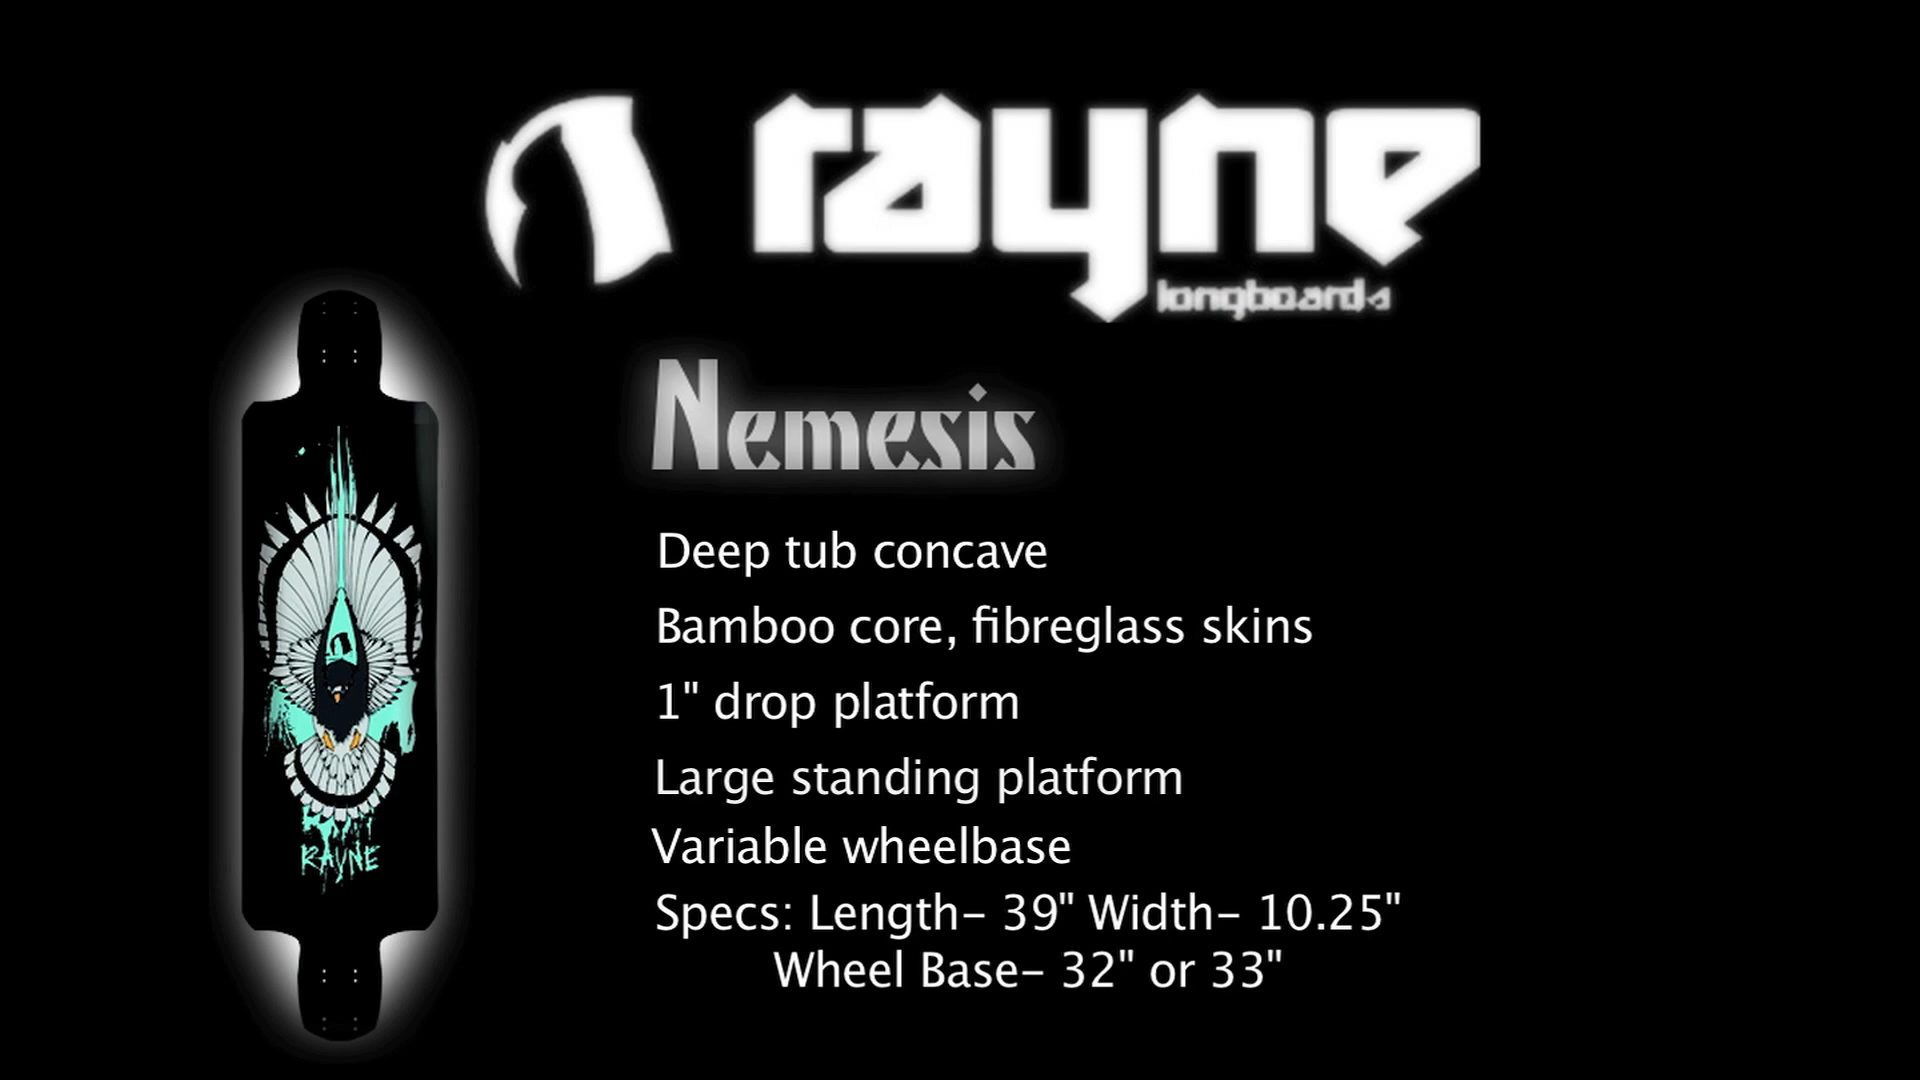 rayne
longboards
Nemesis
Deep tub concave
Bamboo core, fibreglass skins
1" drop platform
Large standing platform
Variable wheelbase
Specs: Length- 39" Width- 10.25"
Wheel Base- 32" or 33"
RAYNE